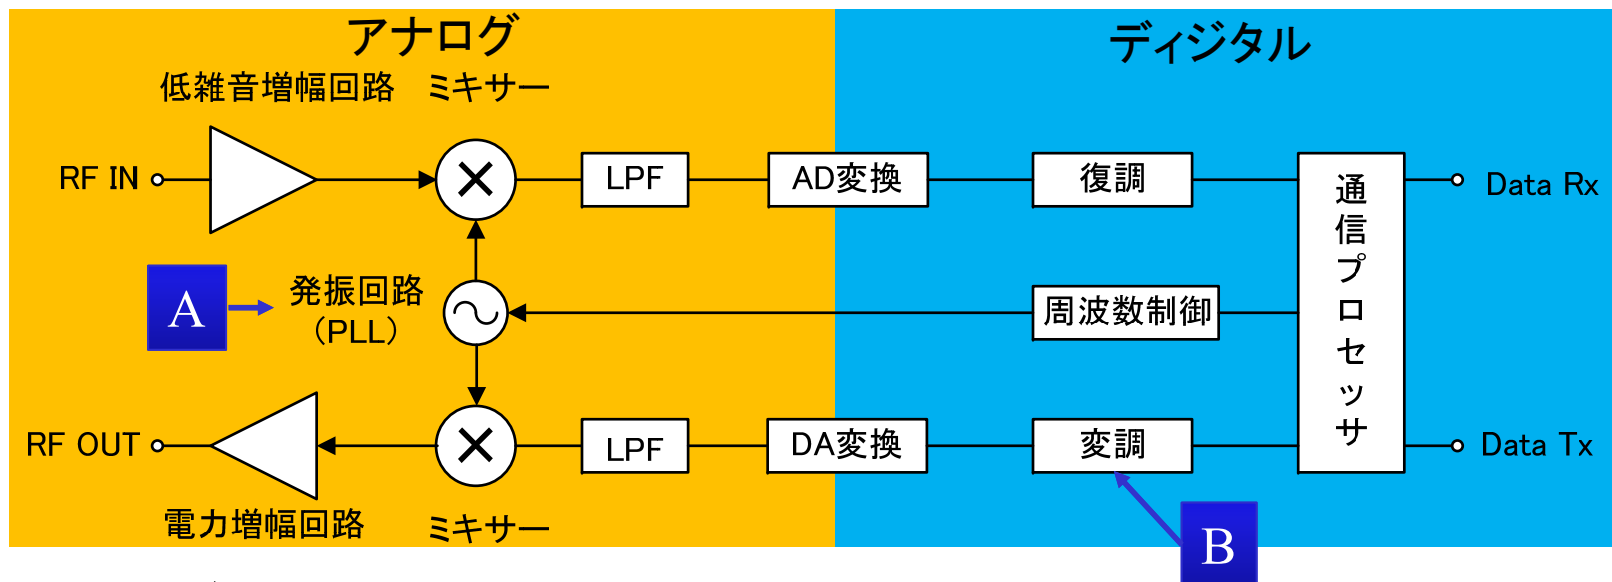 アナログ
ディジタル
低雑音増幅回路 ミキサー
RF IN
LPF
AD変換
復調
Data Rx
通信プロセッサ
A
発振回路
（PLL）
周波数制御
RF OUT
LPF
DA変換
変調
Data Tx
電力増幅回路 ミキサー
B